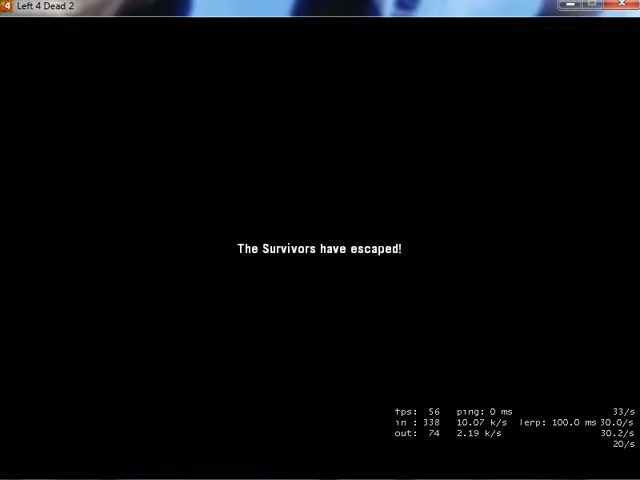 Left 4 Dead 2
The Survivors have escaped!
fps: 56 ping: 0 ms 33/s
in : 338 10.07 k/s lerp: 100.0 ms 30.0/s
out: 74 2.19 k/s 30.2/s
20/s